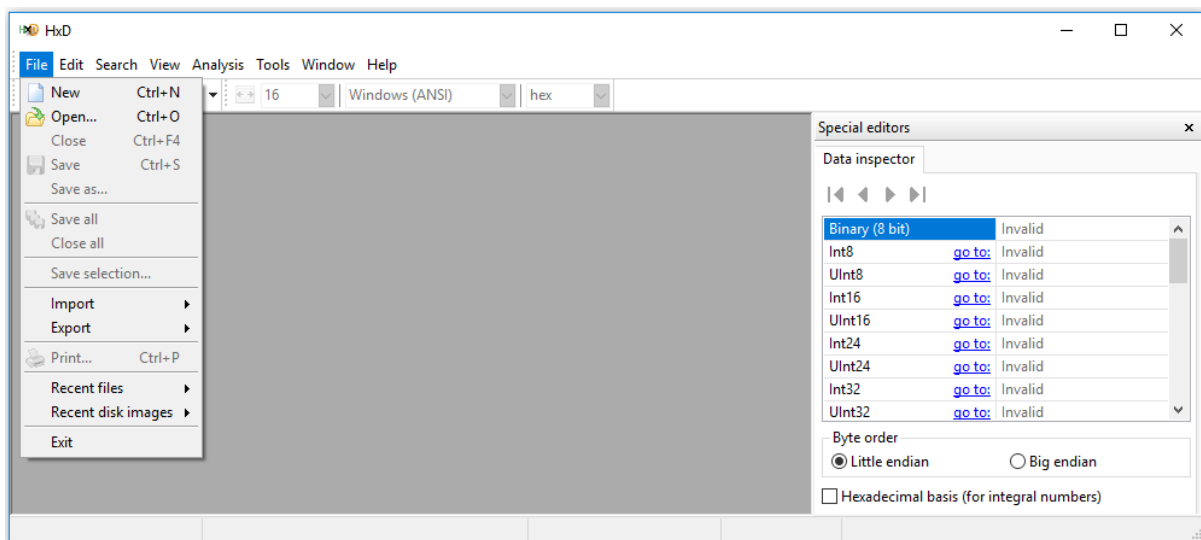 HxD
File Edit Search View Analysis Tools Window Help
16 Windows (ANSI) hex
New Ctrl+N
Open... Ctrl+O
Close Ctrl+F4
Save Ctrl+S
Save as...
Save all
Close all
Save selection...
Import
Export
Print... Ctrl+P
Recent files
Recent disk images
Exit
Special editors
Data inspector
Binary (8 bit) Invalid
Int8 go to: Invalid
UInt8 go to: Invalid
Int16 go to: Invalid
UInt16 go to: Invalid
Int24 go to: Invalid
UInt24 go to: Invalid
Int32 go to: Invalid
UInt32 go to: Invalid
Byte order
Little endian Big endian
Hexadecimal basis (for integral numbers)